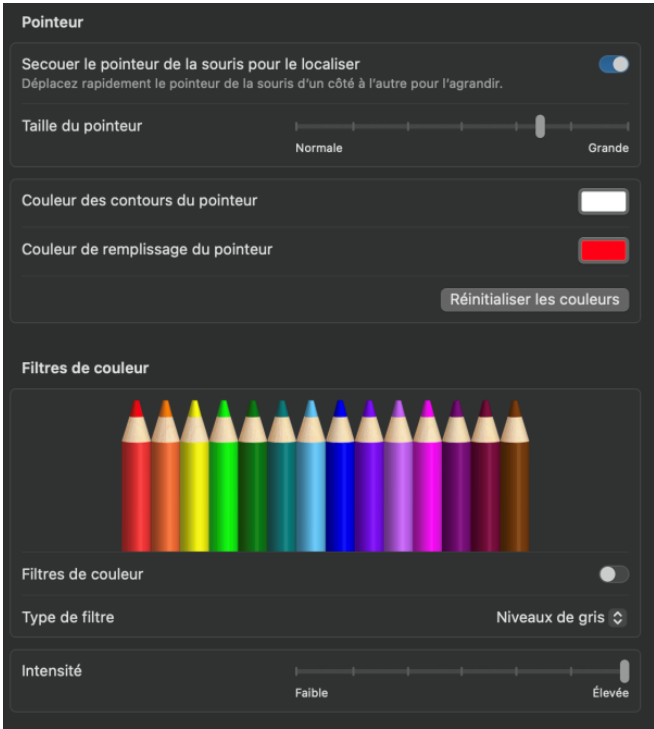 Pointeur
Secouer le pointeur de la souris pour le localiser
Déplacez rapidement le pointeur de la souris d’un côté à l’autre pour l’agrandir.
Taille du pointeur
Normale Grande
Couleur des contours du pointeur
Couleur de remplissage du pointeur
Réinitialiser les couleurs
Filtres de couleur
Filtres de couleur
Type de filtre Niveaux de gris
Intensité
Faible Élevée